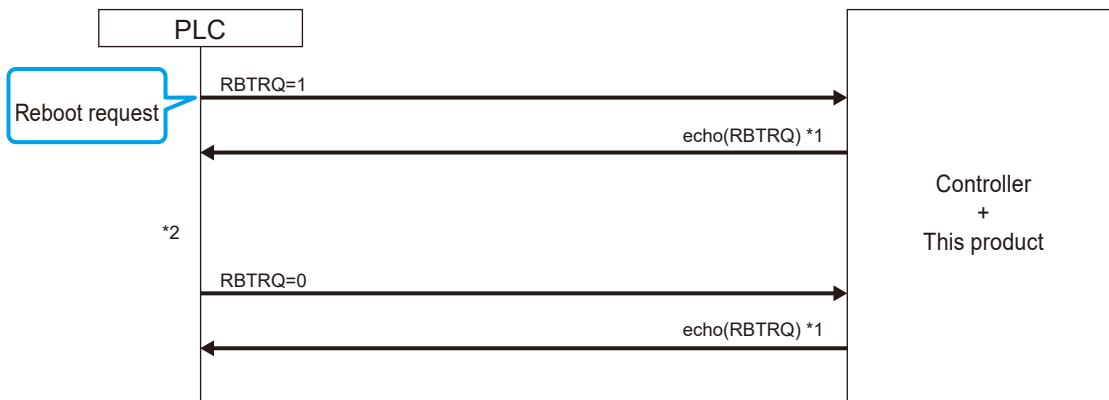 PLC
RBTRQ=1
Reboot request
echo(RBTRQ) *1
Controller
+
This product
*2
RBTRQ=0
echo(RBTRQ) *1